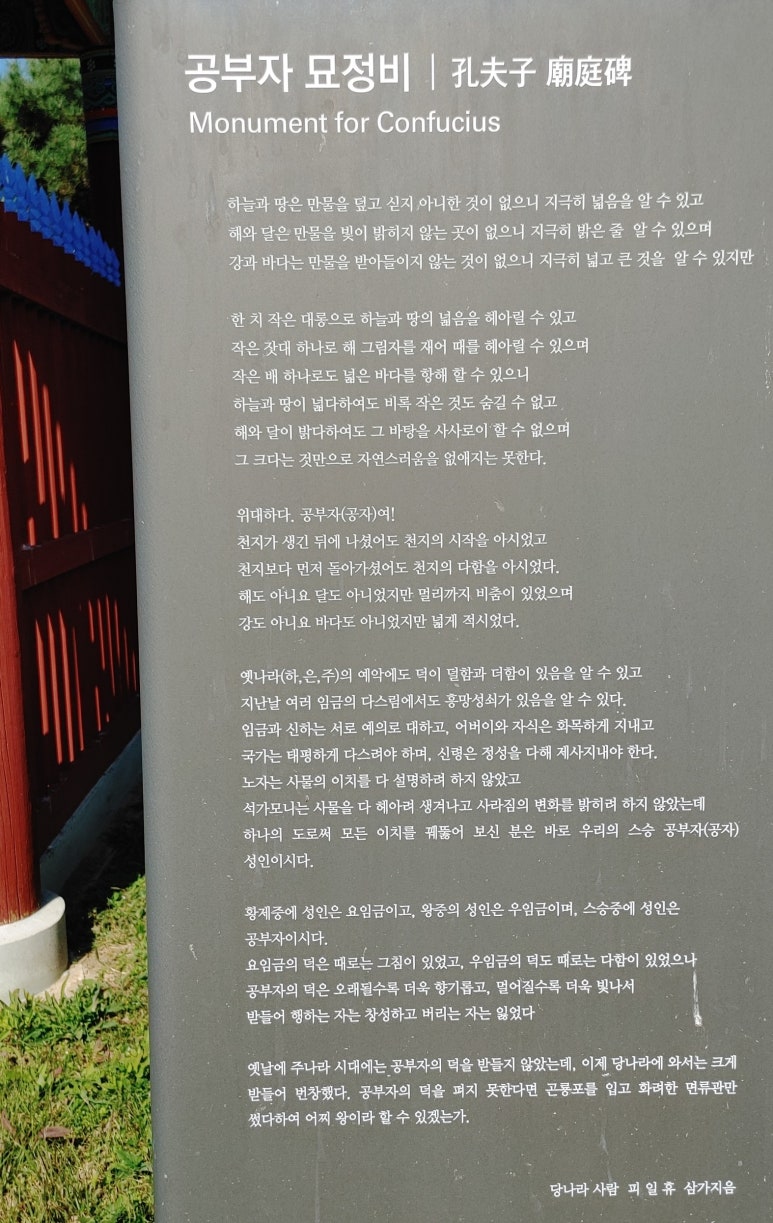 공부자 묘정비 | 孔夫子 廟庭碑
Monument for Confucius
하늘과 땅은 만물을 덮고 싣지 아니한 것이 없으니 지극히 넓음을 알 수 있고
해와 달은 만물을 빛이 밝히지 않는 곳이 없으니 지극히 밝은 줄 알 수 있으며
강과 바다는 만물을 받아들이지 않는 것이 없으니 지극히 넓고 큰 것을 알 수 있지만
한 치 작은 대롱으로 하늘과 땅의 넓음을 헤아릴 수 있고
작은 잣대 하나로 해 그림자를 재어 때를 헤아릴 수 있으며
작은 배 하나로도 넓은 바다를 항해 할 수 있으니
하늘과 땅이 넓다하여도 비록 작은 것도 숨길 수 없고
해와 달이 밝다하여도 그 바탕을 사사로이 할 수 없으며
그 크다는 것만으로 자연스러움을 없애지는 못한다.
위대하다. 공부자(공자)여!
천지가 생긴 뒤에 나셨어도 천지의 시작을 아시었고
천지보다 먼저 돌아가셨어도 천지의 다함을 아시었다.
해도 아니요 달도 아니었지만 멀리까지 비춤이 있었으며
강도 아니요 바다도 아니었지만 넓게 적시었다.
옛나라(하,은,주)의 예악에도 덕이 덜함과 더함이 있음을 알 수 있고
지난날 여러 임금의 다스림에서도 흥망성쇠가 있음을 알 수 있다.
임금과 신하는 서로 예의로 대하고, 어버이와 자식은 화목하게 지내고
국가는 태평하게 다스려야 하며, 신령은 정성을 다해 제사지내야 한다.
노자는 사물의 이치를 다 설명하려 하지 않았고
석가모니는 사물을 다 헤아려 생겨나고 사라짐의 변화를 밝히려 하지 않았는데
하나의 도로써 모든 이치를 꿰뚫어 보신 분은 바로 우리의 스승 공부자(공자)
성인이시다.
황제중에 성인은 요임금이고, 왕중의 성인은 우임금이며, 스승중에 성인은
공부자이시다.
요임금의 덕은 때로는 그침이 있었고, 우임금의 덕도 때로는 다함이 있었으나
공부자의 덕은 오래될수록 더욱 향기롭고, 멀어질수록 더욱 빛나서
받들어 행하는 자는 창성하고 버리는 자는 잃었다
옛날에 주나라 시대에는 공부자의 덕을 받들지 않았는데, 이제 당나라에 와서는 크게
받들어 번창했다. 공부자의 덕을 펴지 못한다면 곤룡포를 입고 화려한 면류관만
썼다하여 어찌 왕이라 할 수 있겠는가.
당나라 사람 피 일 휴 삼가지음